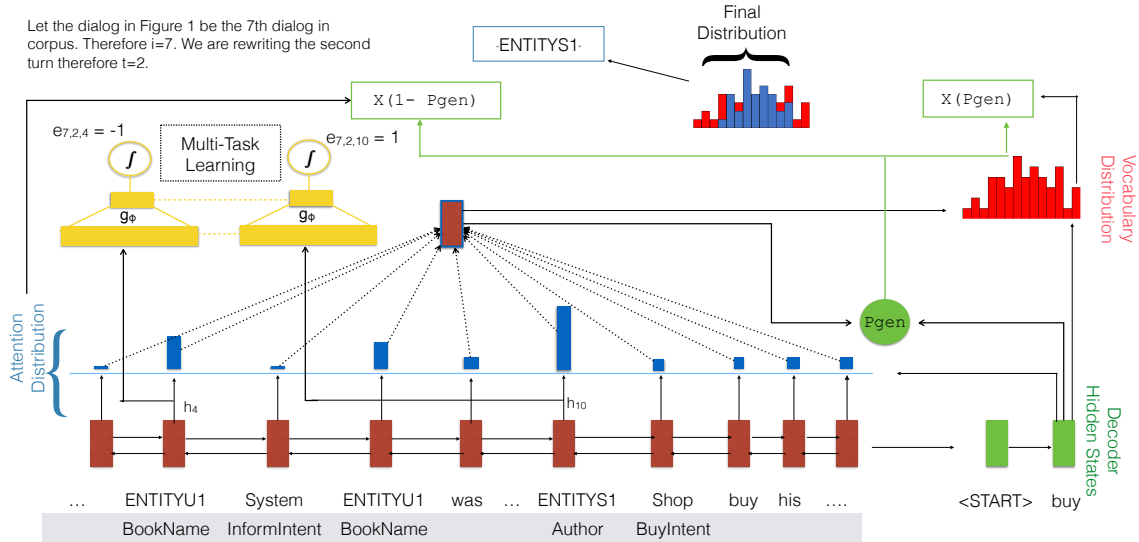 Let the dialog in Figure 1 be the 7th dialog in
corpus. Therefore i=7. We are rewriting the second
turn therefore t=2.
Final
Distribution
ENTITYS1
X(1- Pgen)
X(Pgen)
e7,2,4 = -1
Multi-Task
Learning
e7,2,10 = 1
∫
∫
gΦ
gΦ
Vocabulary
Distribution
Pgen
Attention
Distribution
h4
h10
Decoder
Hidden States
… ENTITYU1 System ENTITYU1 was … ENTITYS1 Shop buy his …. <START> buy
… BookName InformIntent BookName Author BuyIntent